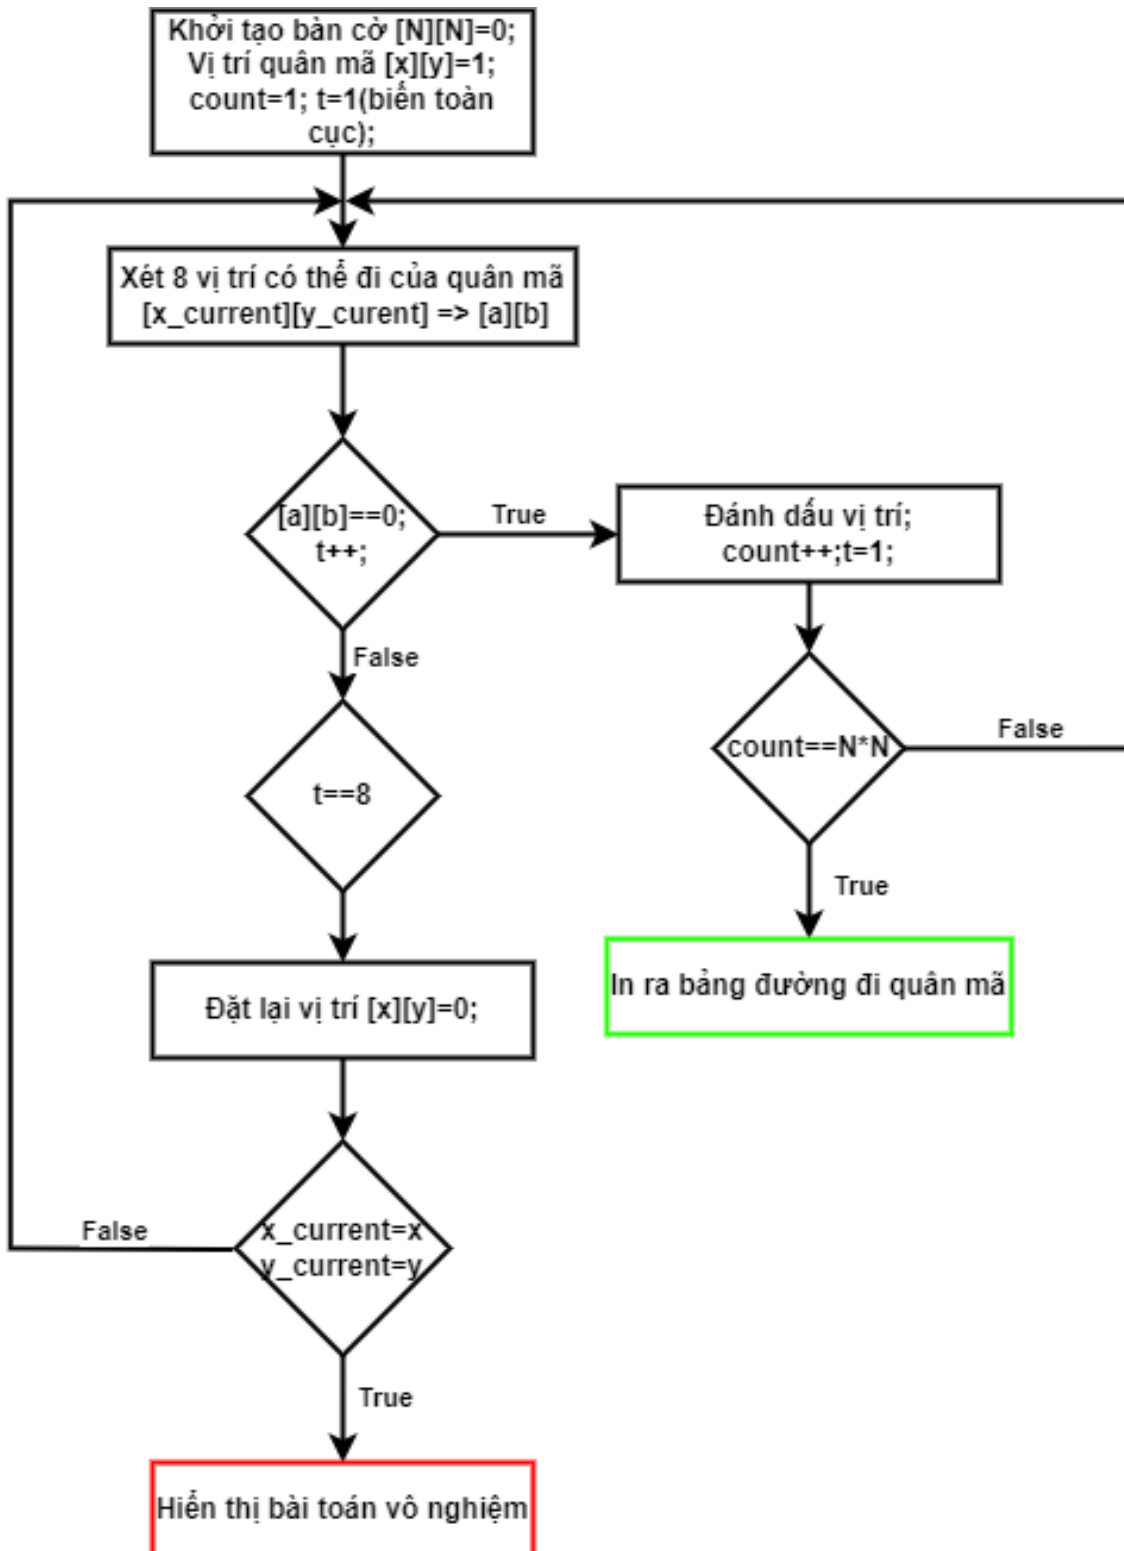 Khởi tạo bàn cờ [N][N]=0;
Vị trí quân mã [x][y]=1;
count=1; t=1(biến toàn
cục);
Xét 8 vị trí có thể đi của quân mã
[x_current][y_curent] => [a][b]
[a][b]==0;
t++;
True
Đánh dấu vị trí;
count++;t=1;
False
count==N*N
False
t==8
True
In ra bảng đường đi quân mã
Đặt lại vị trí [x][y]=0;
x_current=x
y_current=y
False
True
Hiển thị bài toán vô nghiệm